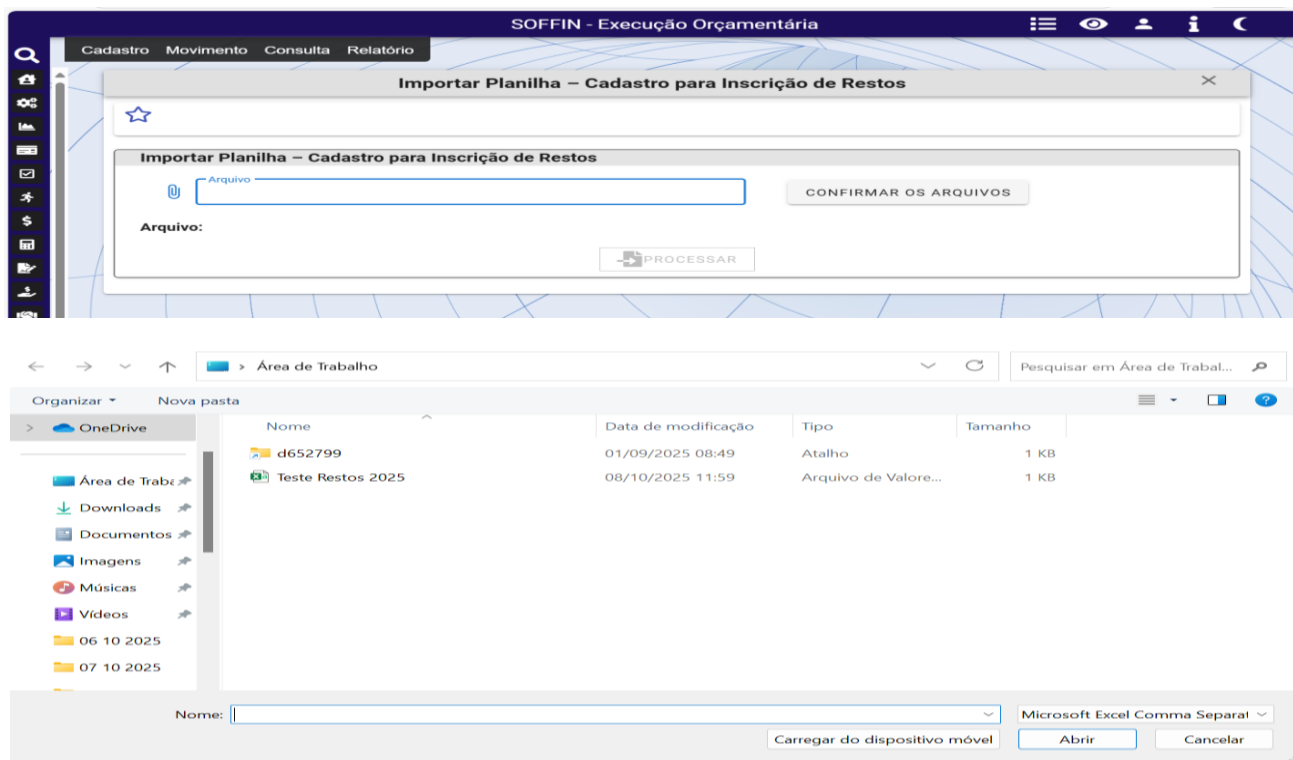 SOFFIN - Execução Orçamentária
Cadastro Movimento Consulta Relatório
Importar Planilha – Cadastro para Inscrição de Restos
Importar Planilha – Cadastro para Inscrição de Restos
Arquivo
CONFIRMAR OS ARQUIVOS
Arquivo:
PROCESSAR
Área de Trabalho
Pesquisar em Área de Trabal...
Organizar Nova pasta
OneDrive
Nome Data de modificação Tipo Tamanho
d652799 01/09/2025 08:49 Atalho 1 KB
Teste Restos 2025 08/10/2025 11:59 Arquivo de Valore... 1 KB
Área de Traba
Downloads
Documentos
Imagens
Músicas
Vídeos
06 10 2025
07 10 2025
Nome: Microsoft Excel Comma Separat
Carregar do dispositivo móvel Abrir Cancelar